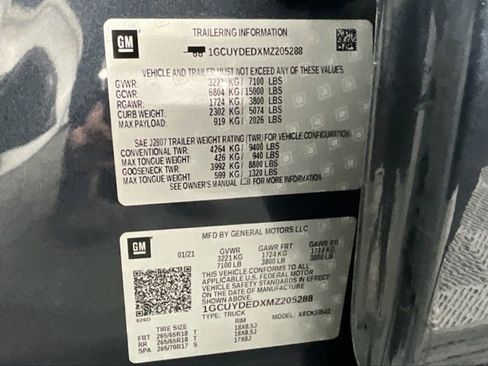 GM
TRAILERING INFORMATION
1GCUYDEDXMZ205288
VEHICLE AND TRAILER MUST NOT EXCEED ANY OF THESE VALUES
GVWR: 3221 KG / 7100 LBS
GCWR: 6804 KG / 15000 LBS
RGAWR: 1724 KG / 3800 LBS
CURB WEIGHT: 2302 KG / 5074 LBS
MAX PAYLOAD: 919 KG / 2026 LBS
SAE J2807 TRAILER WEIGHT RATING (TWR) FOR VEHICLE CONFIGURATION
CONVENTIONAL TWR: 4264 KG / 9400 LBS
MAX TONGUE WEIGHT: 426 KG / 940 LBS
GOOSENECK TWR: 3992 KG / 8800 LBS
MAX TONGUE WEIGHT: 599 KG / 1320 LBS
SEE OWNER'S MANUAL FOR MORE INFORMATION
GM
MFD BY GENERAL MOTORS LLC
01/21 GVWR GAWR FRT GAWR RR
3221 KG 1724 KG 1724 KG
7100 LB 3800 LB 3800 LB
THIS VEHICLE CONFORMS TO ALL APPLICABLE
U.S. FEDERAL MOTOR
VEHICLE SAFETY
THEFT PREVENTION STANDARDS
IN EFFECT ON THE DATE OF MANUFACTURE
SHOWN ABOVE.
1GCUYDEDXMZ205288
TYPE: TRUCK
TIRE SIZE RIM
FRT 265/65R18 T 18X8.5J
RR 265/65R18 T 18X8.5J
SPA 265/70R17 S 17X8J